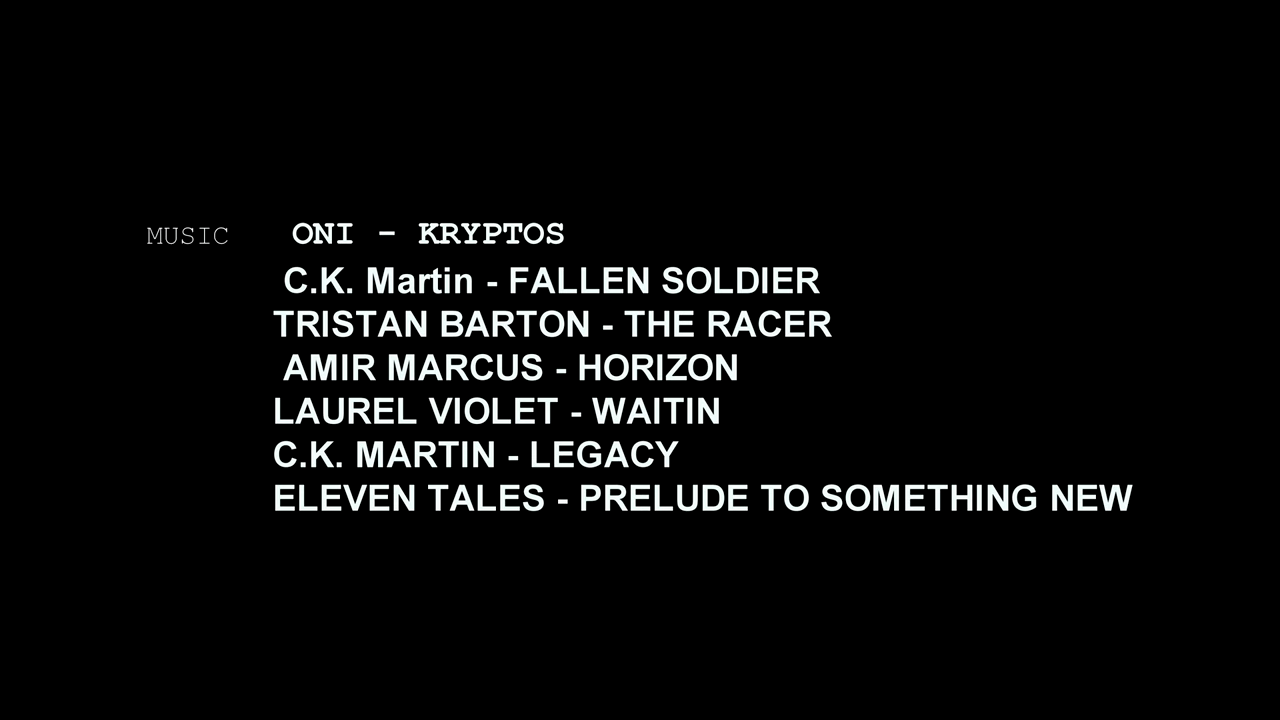 MUSIC ONI - KRYPTOS
C.K. Martin - FALLEN SOLDIER
TRISTAN BARTON - THE RACER
AMIR MARCUS - HORIZON
LAUREL VIOLET - WAITIN
C.K. MARTIN - LEGACY
ELEVEN TALES - PRELUDE TO SOMETHING NEW